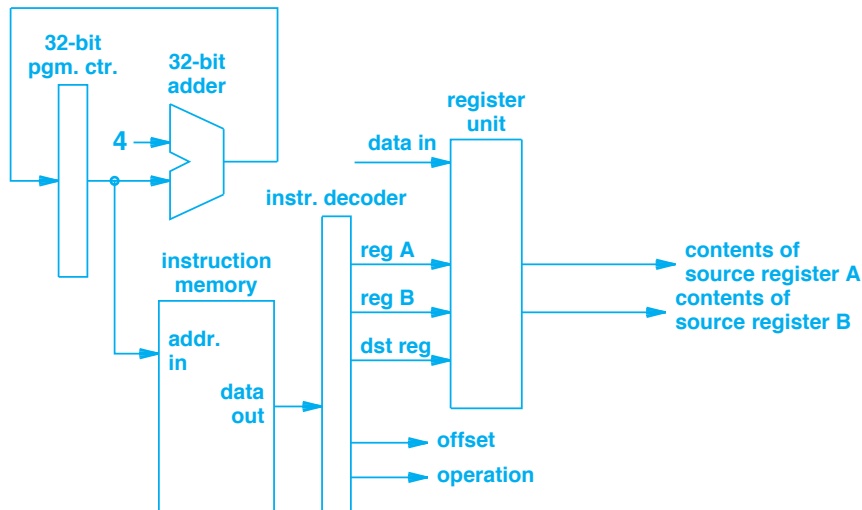 32-bit
pgm. ctr.
32-bit
adder
4
register
unit
data in
instr. decoder
reg A
reg B
dst reg
instruction
memory
addr.
in
data
out
offset
operation
contents of
source register A
contents of
source register B